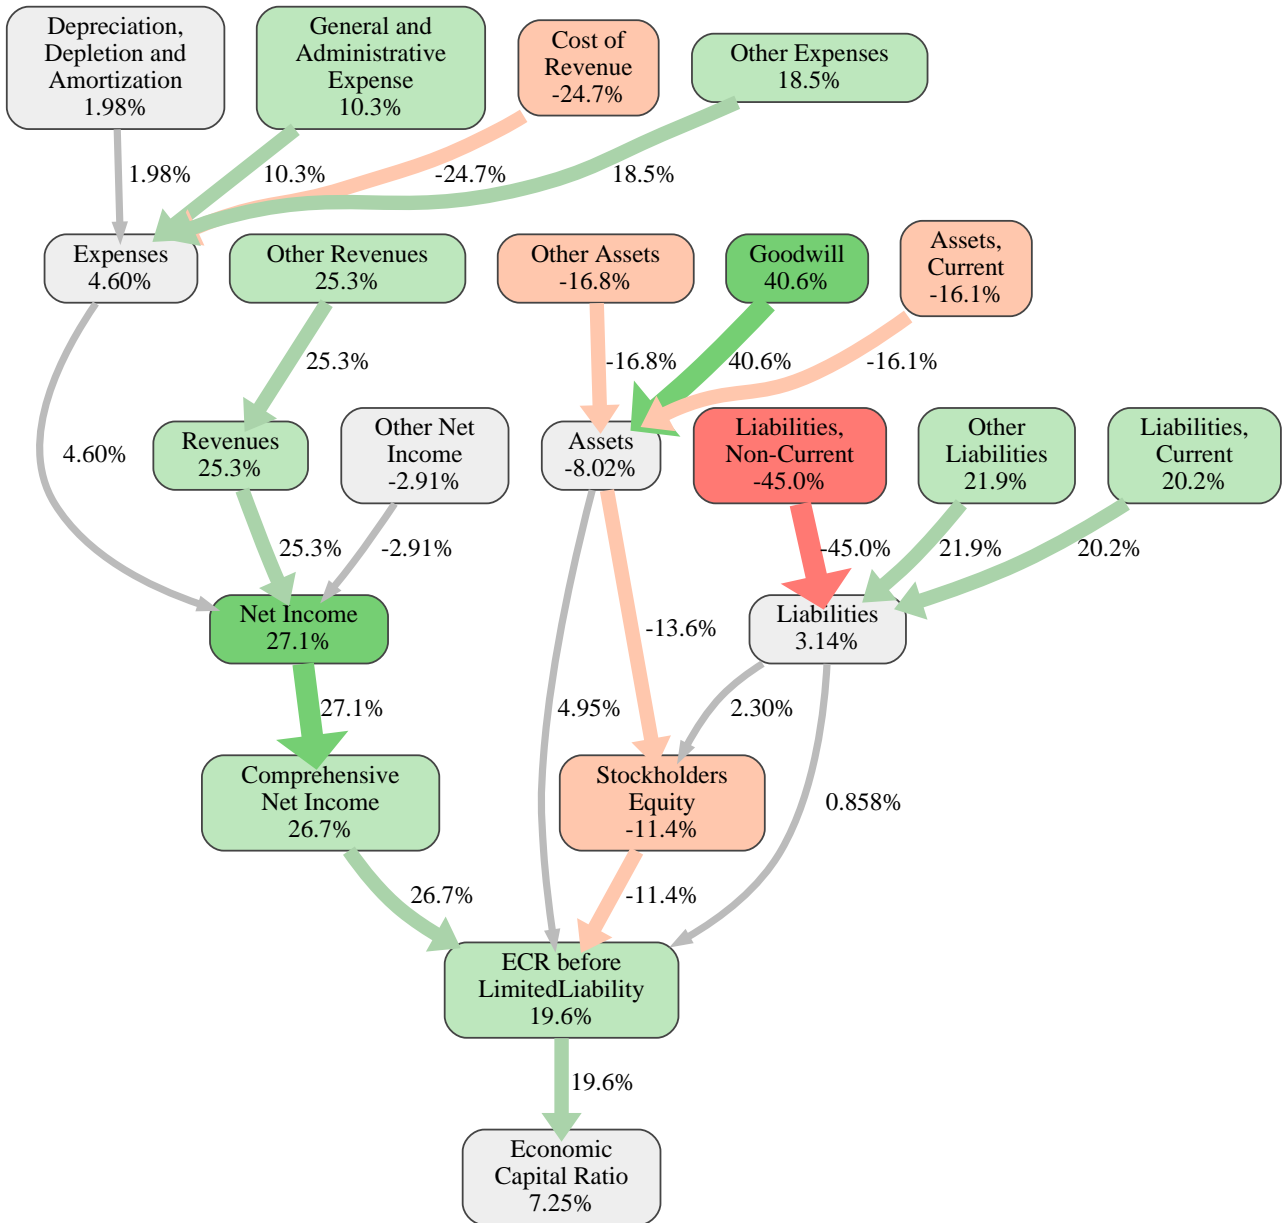 Depreciation,
Depletion and
Amortization
1.98%
General and
Administrative
Expense
10.3%
Cost of
Revenue
-24.7%
Other Expenses
18.5%
1.98%
10.3%
-24.7%
18.5%
Expenses
4.60%
Other Revenues
25.3%
Other Assets
-16.8%
Goodwill
40.6%
Assets,
Current
-16.1%
25.3%
-16.8%
40.6%
-16.1%
4.60%
Revenues
25.3%
Other Net
Income
-2.91%
Assets
-8.02%
Liabilities,
Non-Current
-45.0%
Other
Liabilities
21.9%
Liabilities,
Current
20.2%
25.3%
-2.91%
-45.0%
21.9%
20.2%
Net Income
27.1%
-13.6%
Liabilities
3.14%
27.1%
4.95%
2.30%
0.858%
Comprehensive
Net Income
26.7%
Stockholders
Equity
-11.4%
26.7%
-11.4%
ECR before
LimitedLiability
19.6%
19.6%
Economic
Capital Ratio
7.25%